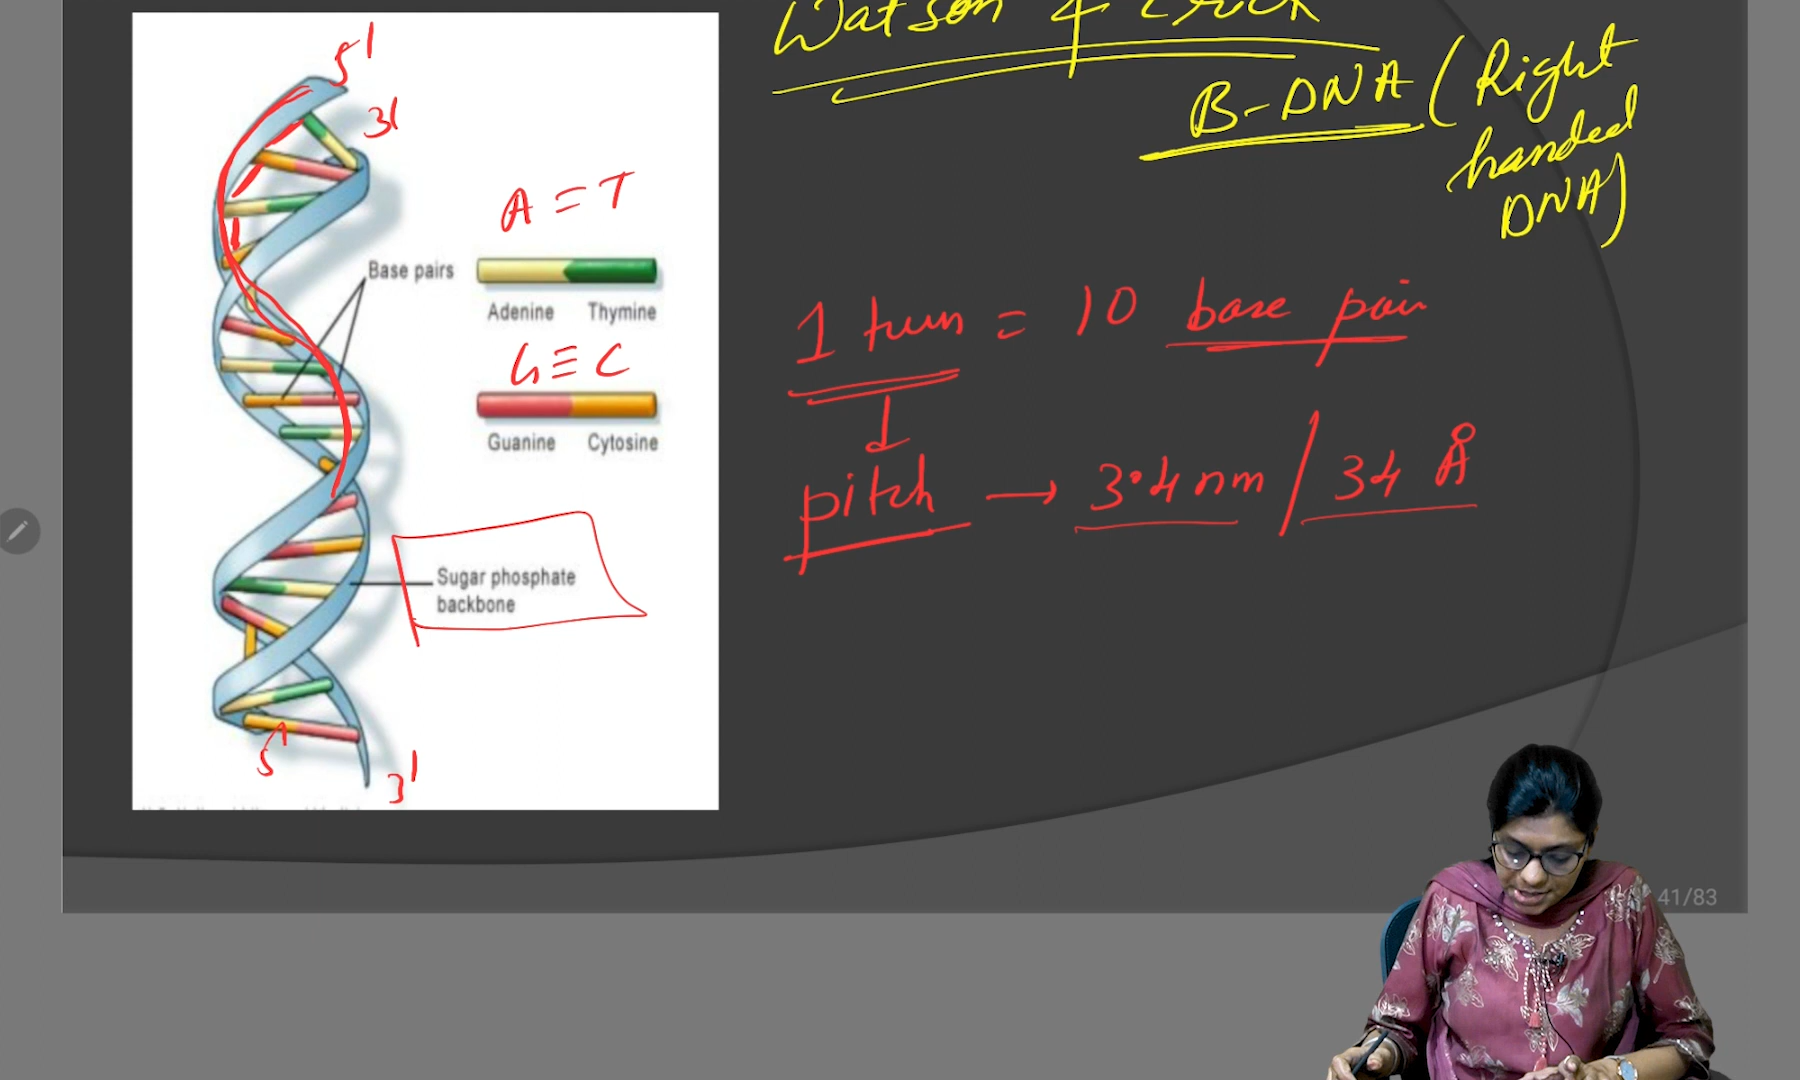 Watson & Crick
B-DNA (Right
handed
DNA)
5'
3'
A = T
Base pairs
Adenine Thymine
G ≡ C
Guanine Cytosine
1 turn = 10 base pair
pitch → 3.4 nm / 34 Å
Sugar phosphate
backbone
5'
3'
41/83